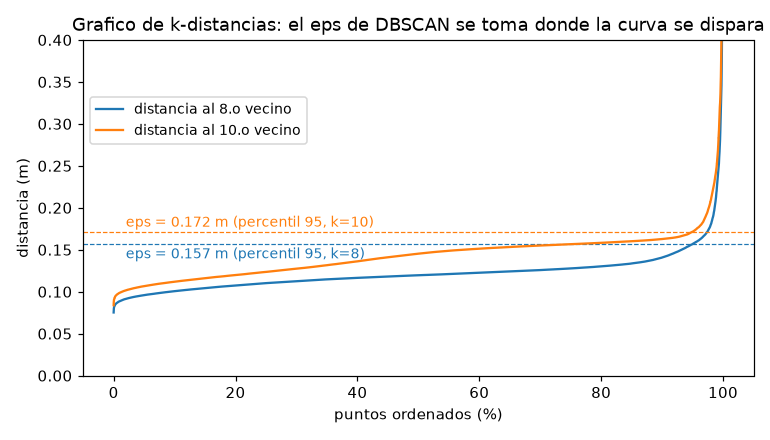 Grafico de k-distancias: el eps de DBSCAN se toma donde la curva se dispara
0.40
0.35
0.30
0.25
0.20
0.15
0.10
0.05
0.00
distancia (m)
distancia al 8.o vecino
distancia al 10.o vecino
eps = 0.172 m (percentil 95, k=10)
eps = 0.157 m (percentil 95, k=8)
0
20
40
60
80
100
puntos ordenados (%)